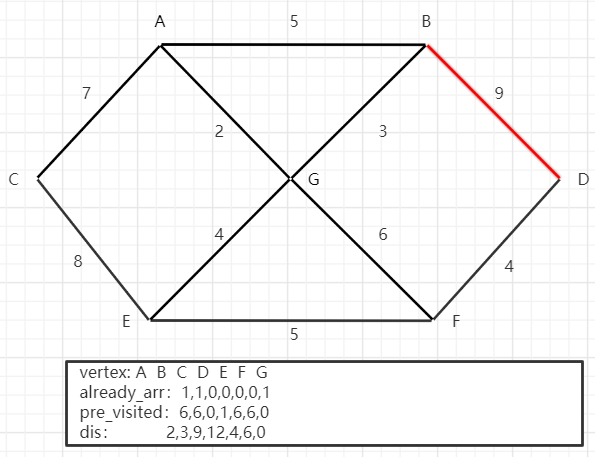 A 5 B
7 9
2 3
C G D
4 6
8 4
E F
5
vertex: A B C D E F G
already_arr: 1,1,0,0,0,0,1
pre_visited: 6,6,0,1,6,6,0
dis: 2,3,9,12,4,6,0